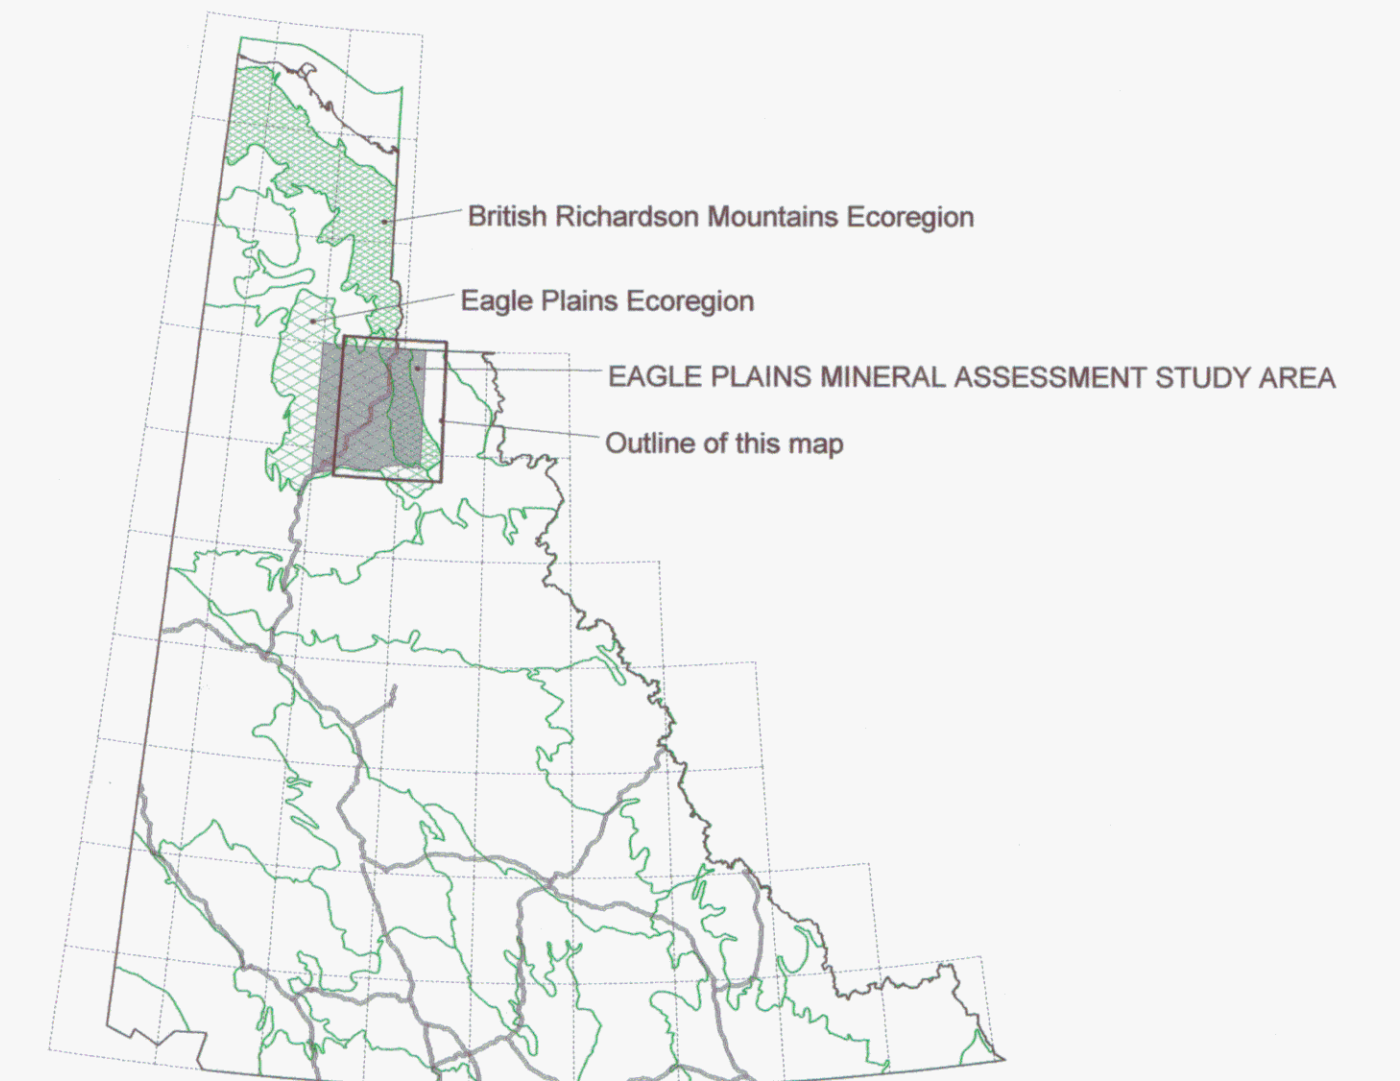 British Richardson Mountains Ecoregion
Eagle Plains Ecoregion
EAGLE PLAINS MINERAL ASSESSMENT STUDY AREA
Outline of this map